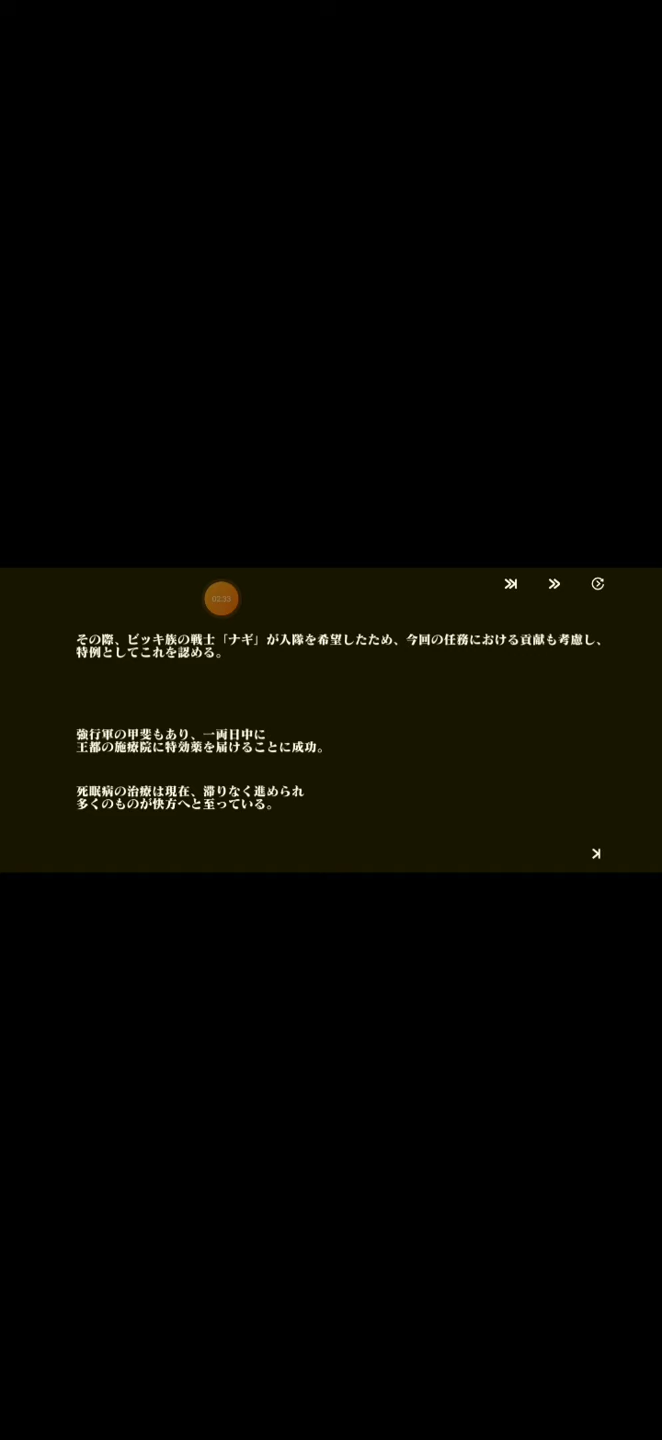 02:33
その際、ビッキ族の戦士「ナギ」が入隊を希望したため、今回の任務における貢献も考慮し、
特例としてこれを認める。
強行軍の甲斐もあり、一両日中に
王都の施療院に特効薬を届けることに成功。
死眠病の治療は現在、滞りなく進められ
多くのものが快方へと至っている。